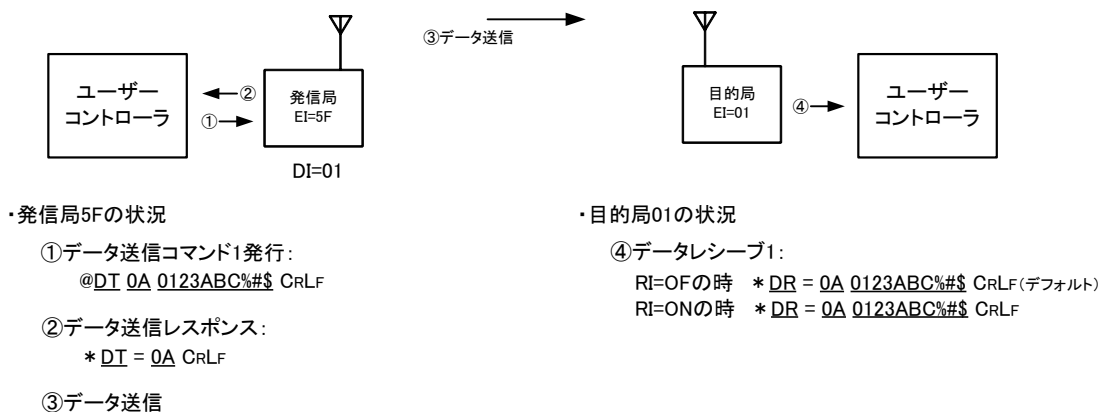 ③データ送信
ユーザー
コントローラ
②
①
発信局
EI=5F
DI=01
目的局
EI=01
④
ユーザー
コントローラ
・発信局5Fの状況
①データ送信コマンド1発行:
@DT 0A 0123ABC%#$ CRLF
②データ送信レスポンス:
*DT = 0A CRLF
③データ送信
・目的局01の状況
④データレシーブ1:
RI=OFの時 *DR = 0A 0123ABC%#$ CRLF(デフォルト)
RI=ONの時 *DR = 0A 0123ABC%#$ CRLF